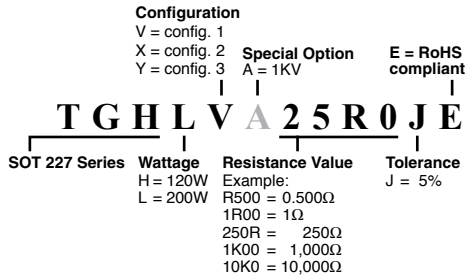 Configuration
V = config. 1
X = config. 2
Y = config. 3
Special Option
A = 1KV
E = RoHS
compliant
T G H L V A 2 5 R 0 J E
SOT 227 Series
Wattage
H = 120W
L = 200W
Resistance Value
Example:
R500 = 0.500Ω
1R00 = 1Ω
250R = 250Ω
1K00 = 1,000Ω
10K0 = 10,000Ω
Tolerance
J = 5%